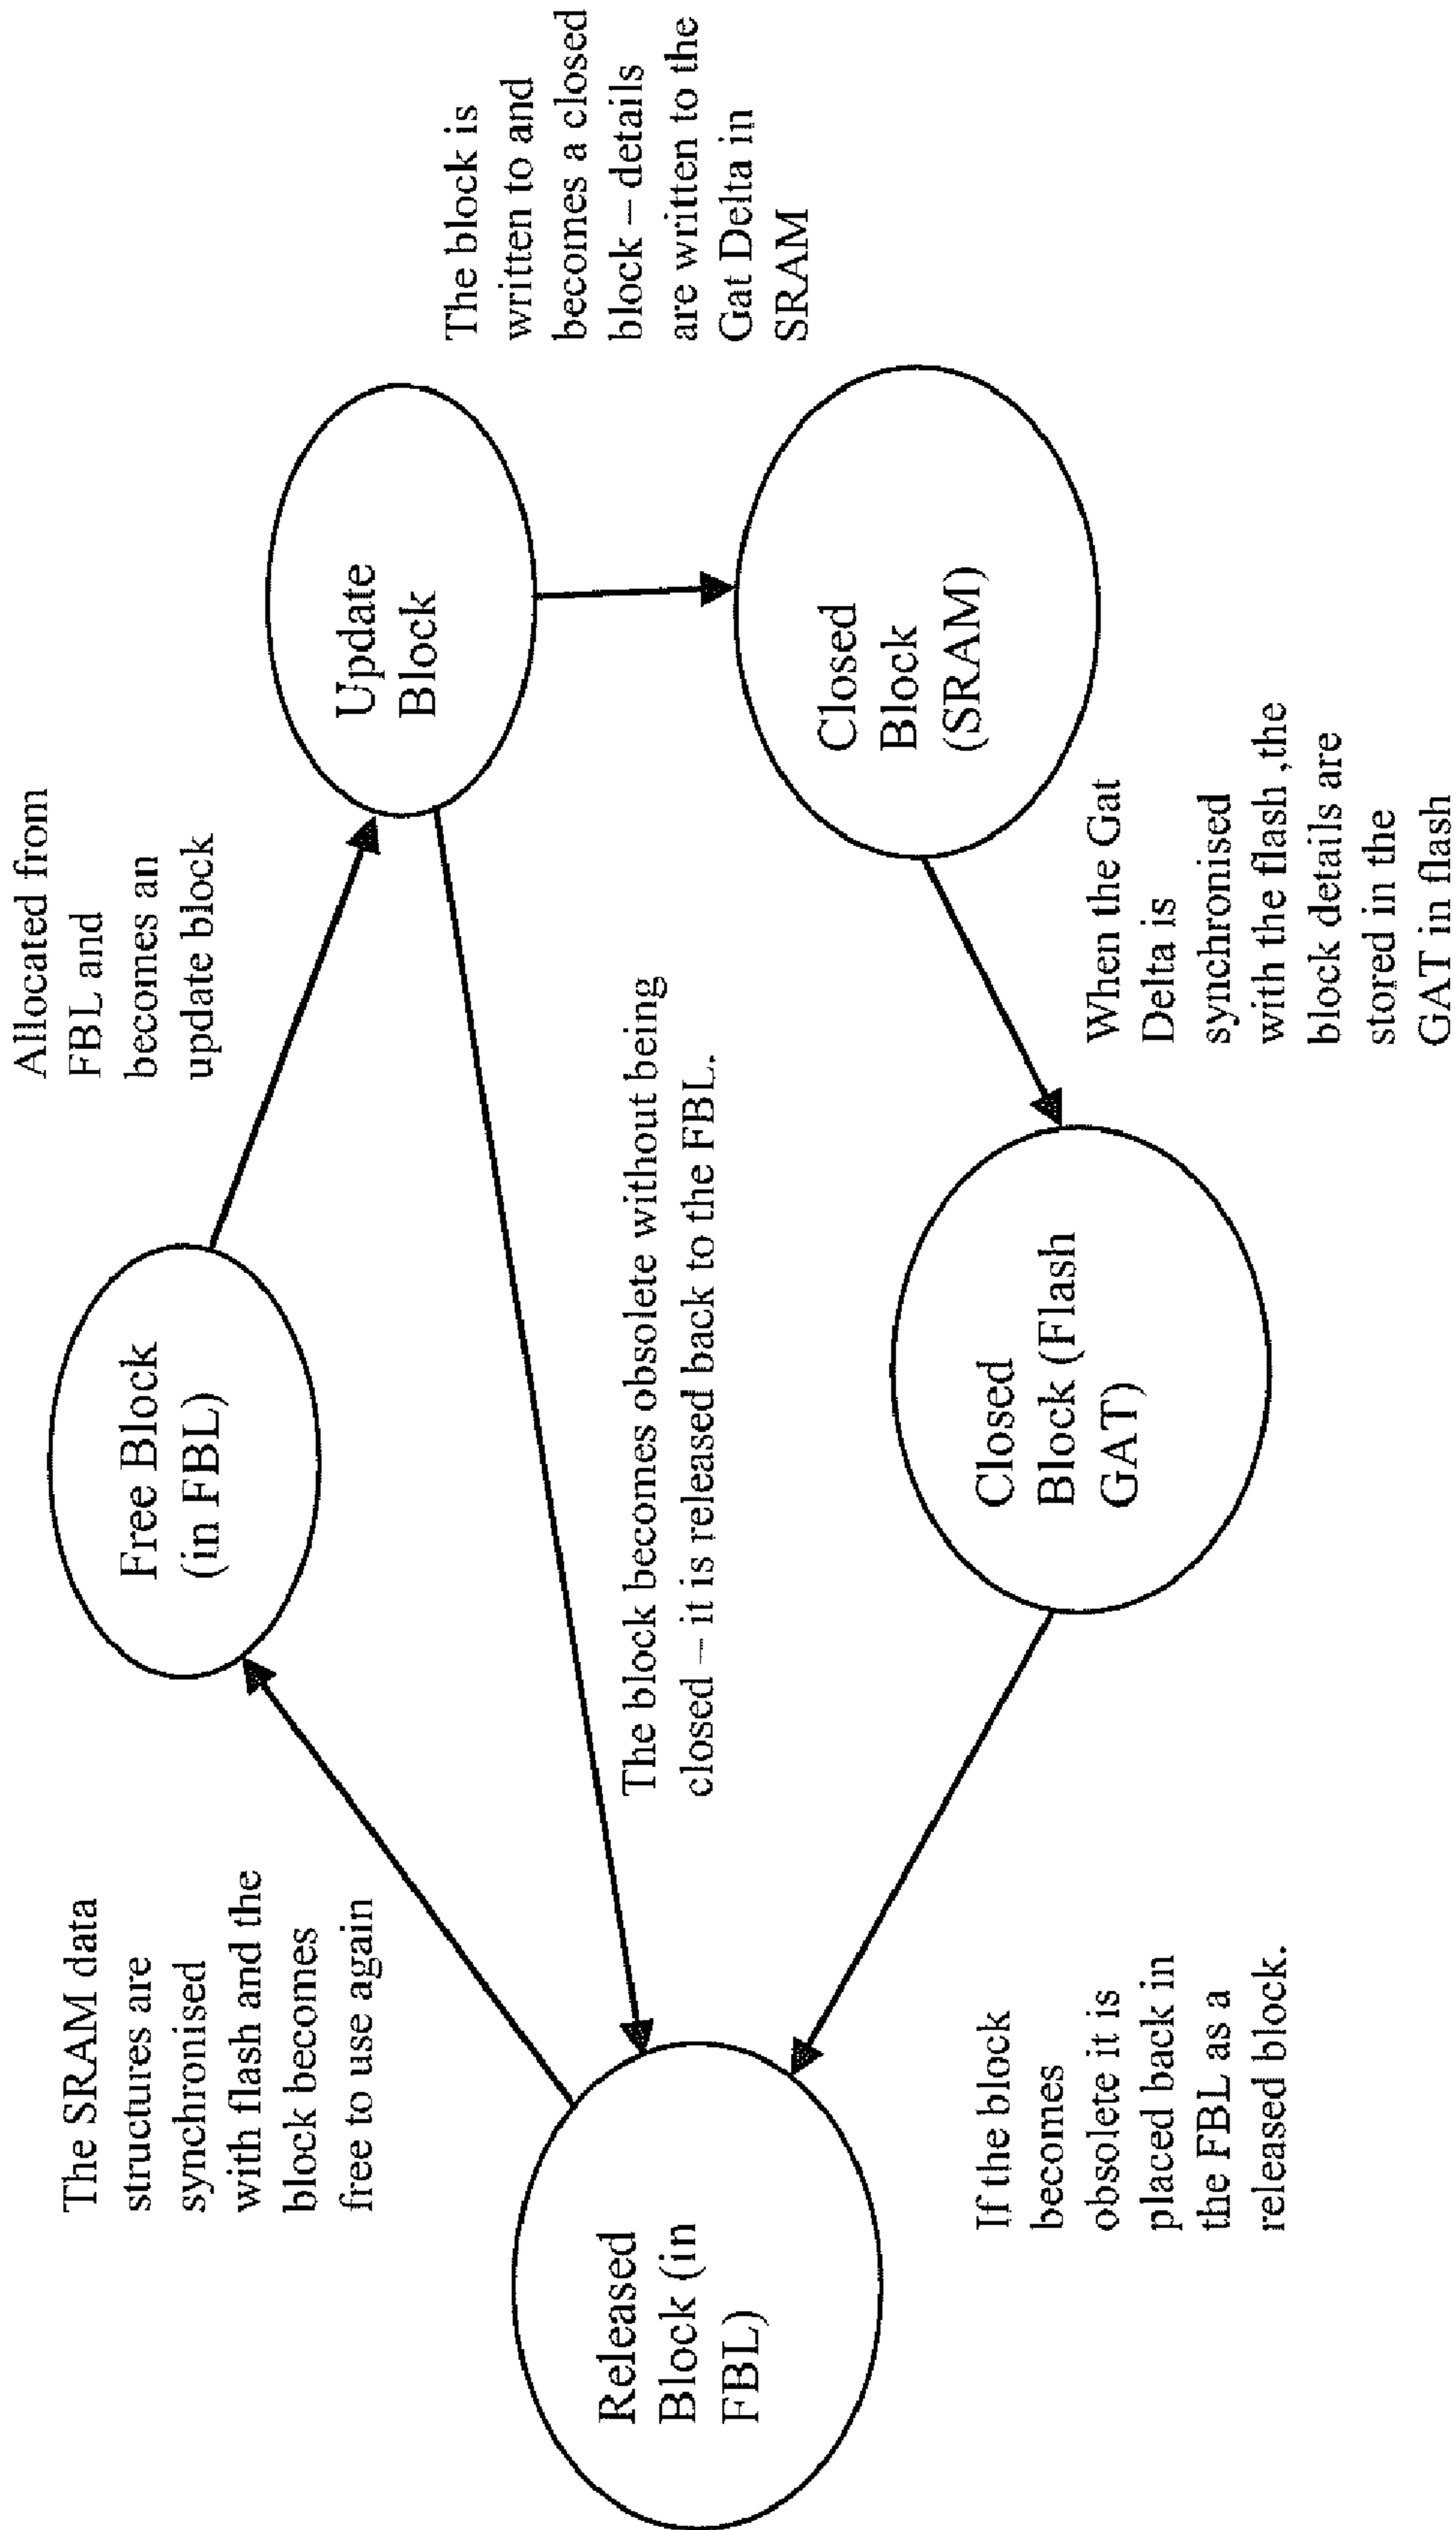 The SRAM data
structures are
synchronised
with flash and the
block becomes
free to use again
Free Block
(in FBL)
Allocated from
FBL and
becomes an
update block
Update
Block
The block is
written to and
becomes a closed
block – details
are written to the
Gat Delta in
SRAM
The block becomes obsolete without being
closed – it is released back to the FBL.
Released
Block (in
FBL)
Closed
Block
(SRAM)
When the Gat
Delta is
synchronised
with the flash ,the
block details are
stored in the
GAT in flash
Closed
Block (Flash
GAT)
If the block
becomes
obsolete it is
placed back in
the FBL as a
released block.